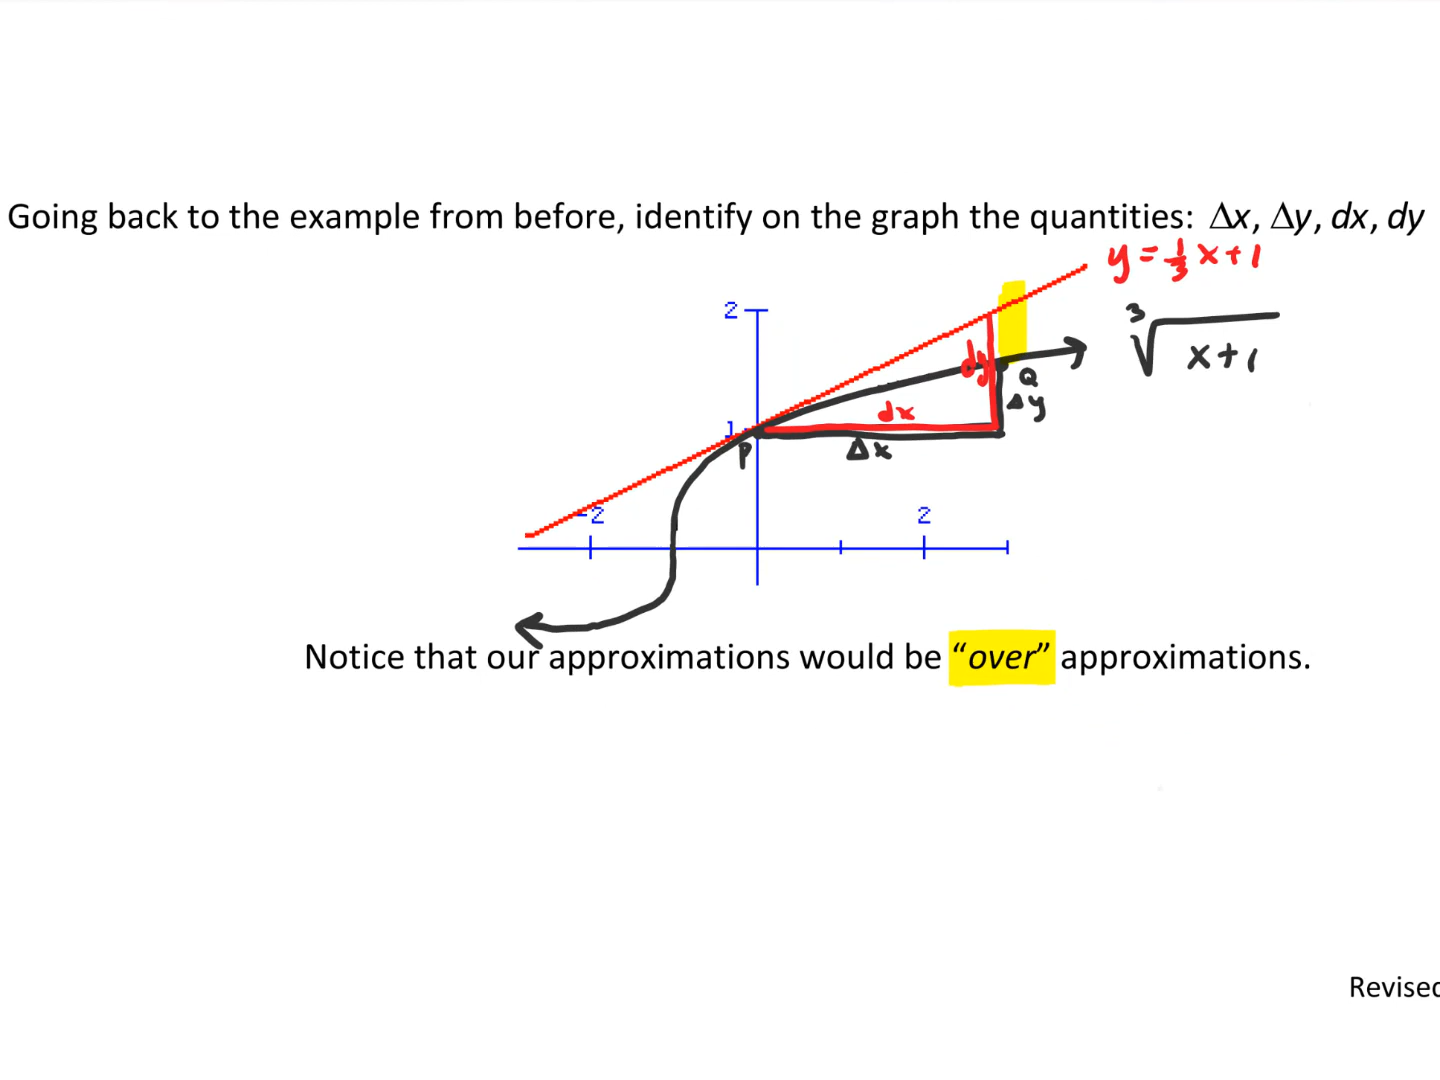 Going back to the example from before, identify on the graph the quantities: Δx, Δy, dx, dy
y = 1/3 x + 1
2
∛(x+1)
dy
Q
Δy
dx
1
P
Δx
-2
2
Notice that our approximations would be “over” approximations.
Revised